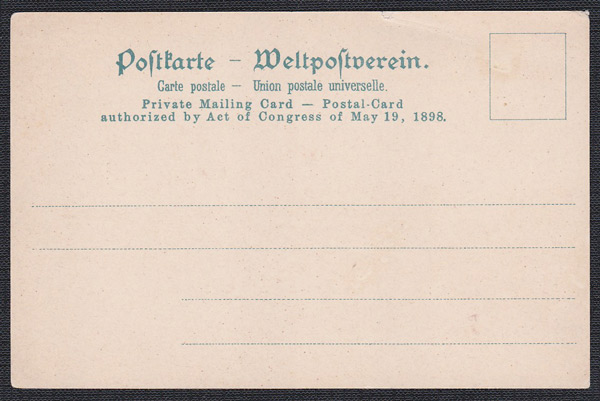 Postkarte – Weltpostverein.
Carte postale – Union postale universelle.
Private Mailing Card – Postal-Card
authorized by Act of Congress of May 19, 1898.